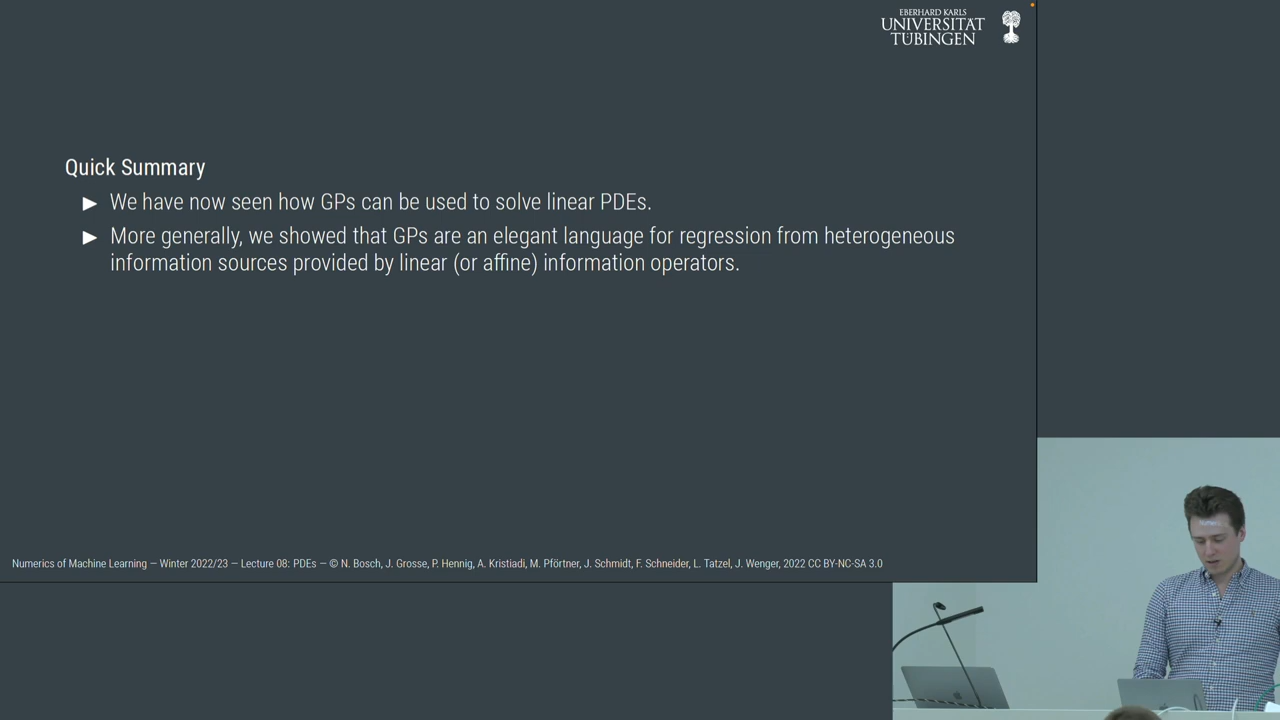 EBERHARD KARLS
UNIVERSITÄT
TÜBINGEN
Quick Summary
► We have now seen how GPs can be used to solve linear PDEs.
► More generally, we showed that GPs are an elegant language for regression from heterogeneous
information sources provided by linear (or affine) information operators.
Numerics of Machine Learning — Winter 2022/23 — Lecture 08: PDEs — © N. Bosch, J. Grosse, P. Hennig, A. Kristiadi, M. Pförtner, J. Schmidt, F. Schneider, L. Tatzel, J. Wenger, 2022 CC BY-NC-SA 3.0